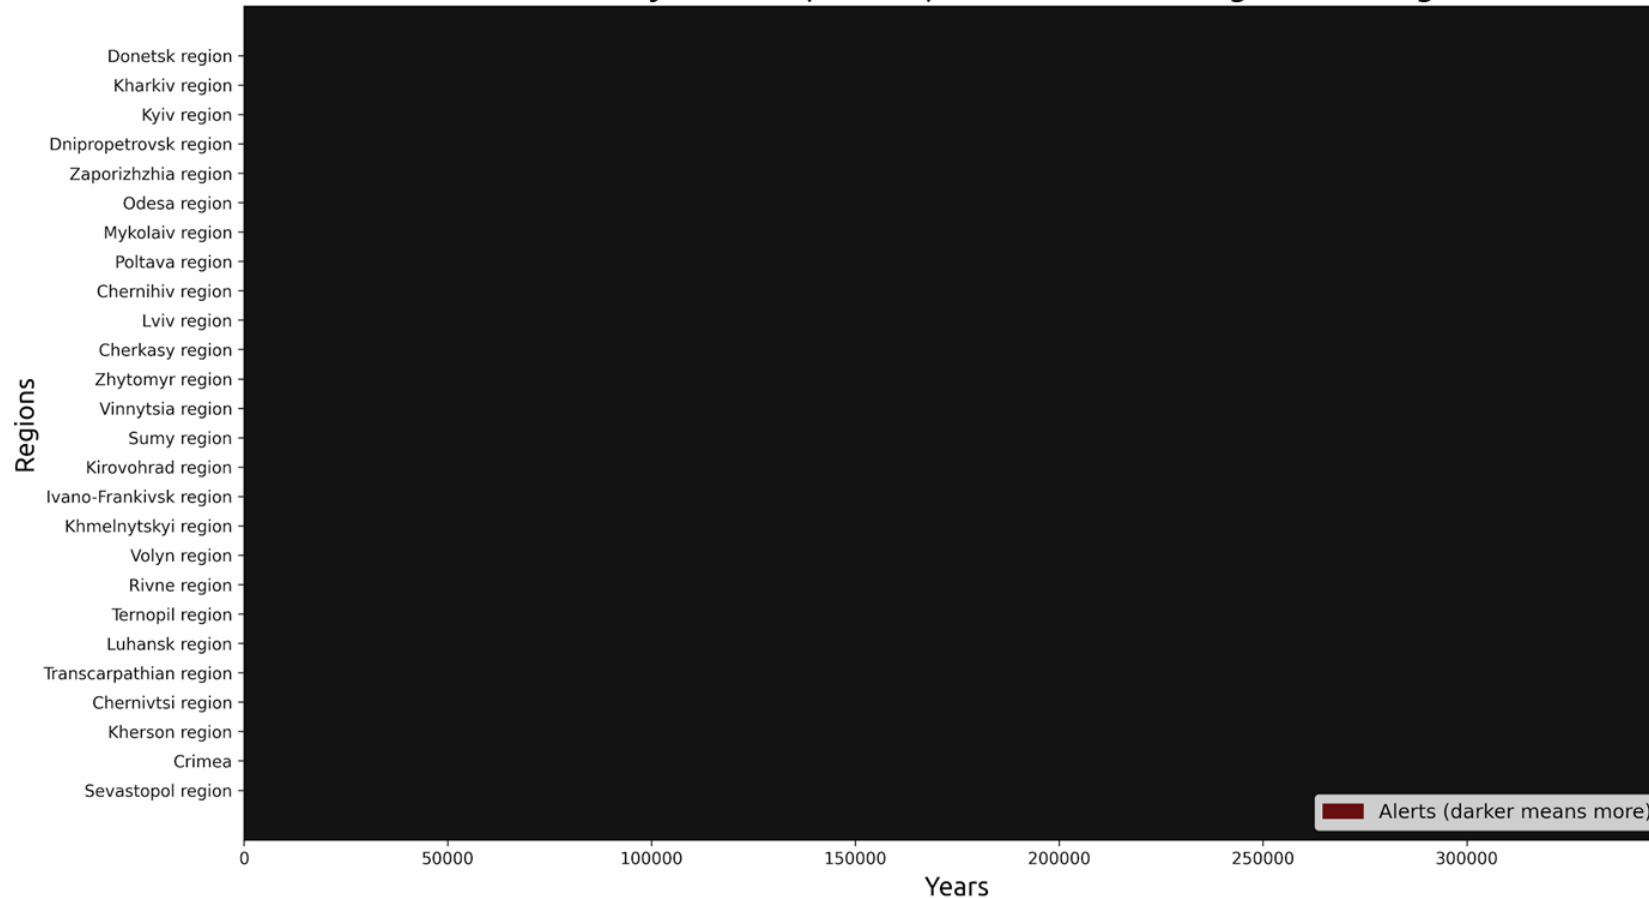 Donetsk region
Kharkiv region
Kyiv region
Dnipropetrovsk region
Zaporizhzhia region
Odesa region
Mykolaiv region
Poltava region
Chernihiv region
Lviv region
Cherkasy region
Zhytomyr region
Vinnytsia region
Sumy region
Kirovohrad region
Ivano-Frankivsk region
Khmelnytskyi region
Volyn region
Rivne region
Ternopil region
Luhansk region
Transcarpathian region
Chernivtsi region
Kherson region
Crimea
Sevastopol region
Regions
Alerts (darker means more)
0 50000 100000 150000 200000 250000 300000
Years